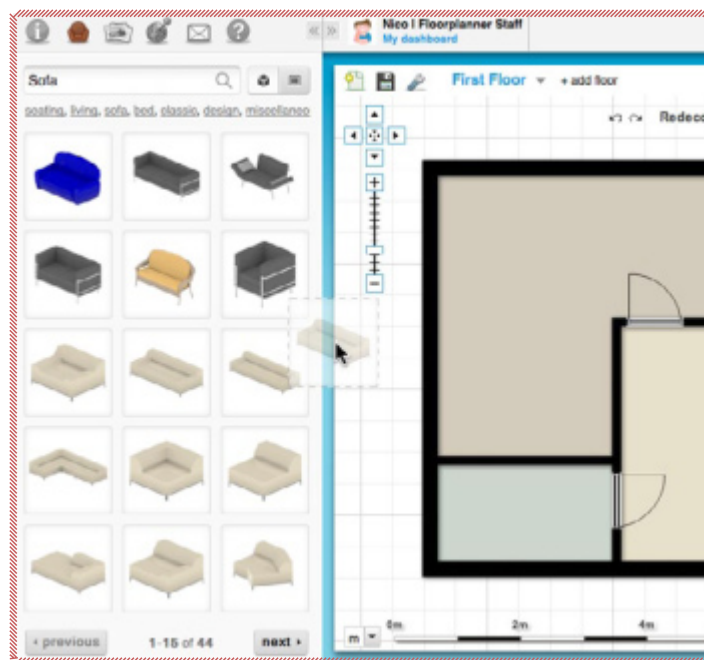 Nico | Floorplanner Staff
My dashboard
Sofa
seating, living, sofa, bed, classic, design, miscellaneo
First Floor
+ add floor
Redeco
0m
2m
4m
m
‹ previous
1-15 of 44
next ›